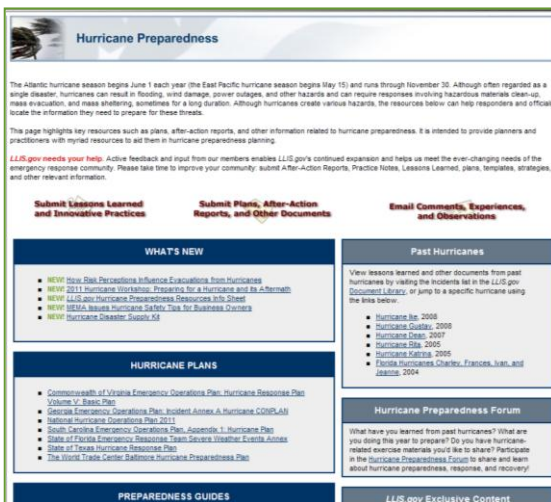 Hurricane Preparedness
The Atlantic hurricane season begins June 1 each year (the East Pacific hurricane season begins May 15) and runs through November 30. Although often regarded as a
single disaster, hurricanes can result in flooding, wind damage, power outages, and other hazards and can require responses involving hazardous materials clean-up,
mass evacuation, and mass sheltering, sometimes for a long duration. Although hurricanes create various hazards, the resources below can help responders and official
locate the information they need to prepare for these threats.
This page highlights key resources such as plans, after-action reports, and other information related to hurricane preparedness. It is intended to provide planners and
practitioners with myriad resources to aid them in hurricane preparedness planning.
LLIS.gov needs your help. Active feedback and input from our members enables LLIS.gov's continued expansion and helps us meet the ever-changing needs of the
emergency response community. Please take time to improve your community: submit After-Action Reports, Practice Notes, Lessons Learned, plans, templates, strategies,
and other relevant information.
Submit Lessons Learned
and Innovative Practices
Submit Plans, After-Action
Reports, and Other Documents
Email Comments, Experiences,
and Observations
WHAT'S NEW
NEW! How Risk Perceptions Influence Evacuations from Hurricanes
NEW! 2011 Hurricane Workshop: Preparing for a Hurricane and its Aftermath
NEW! LLIS.gov Hurricane Preparedness Resources Info Sheet
NEW! MEMA Issues Hurricane Safety Tips for Business Owners
NEW! Hurricane Disaster Supply Kit
HURRICANE PLANS
Commonwealth of Virginia Emergency Operations Plan: Hurricane Response Plan
Volume V: Basic Plan
Georgia Emergency Operations Plan: Incident Annex A Hurricane CONPLAN
National Hurricane Operations Plan 2011
South Carolina Emergency Operations Plan, Appendix 1: Hurricane Plan
State of Florida Emergency Response Team Severe Weather Events Annex
State of Texas Hurricane Response Plan
The World Trade Center Baltimore Hurricane Preparedness Plan
PREPAREDNESS GUIDES
Past Hurricanes
View lessons learned and other documents from past
hurricanes by visiting the Incidents list in the LLIS.gov
Document Library, or jump to a specific hurricane using
the links below.
Hurricane Ike, 2008
Hurricane Gustav, 2008
Hurricane Dean, 2007
Hurricane Rita, 2005
Hurricane Katrina, 2005
Florida Hurricanes Charley, Frances, Ivan, and
Jeanne, 2004
Hurricane Preparedness Forum
What have you learned from past hurricanes? What are
you doing this year to prepare? Do you have hurricane-
related exercise materials you'd like to share? Participate
in the Hurricane Preparedness Forum to share and learn
about hurricane preparedness, response, and recovery!
LLIS.gov Exclusive Content